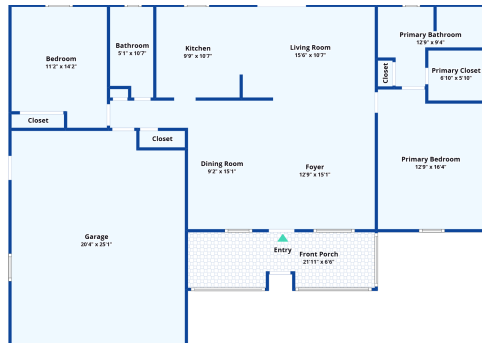 Bedroom
11'2" x 14'2"
Bathroom
5'1" x 10'7"
Kitchen
9'9" x 10'7"
Living Room
15'6" x 10'7"
Primary Bathroom
12'9" x 9'4"
Closet
Primary Closet
6'10" x 5'10"
Closet
Closet
Dining Room
9'2" x 15'1"
Foyer
12'9" x 15'1"
Primary Bedroom
12'9" x 16'4"
Garage
20'4" x 25'1"
Entry
Front Porch
21'11" x 6'6"